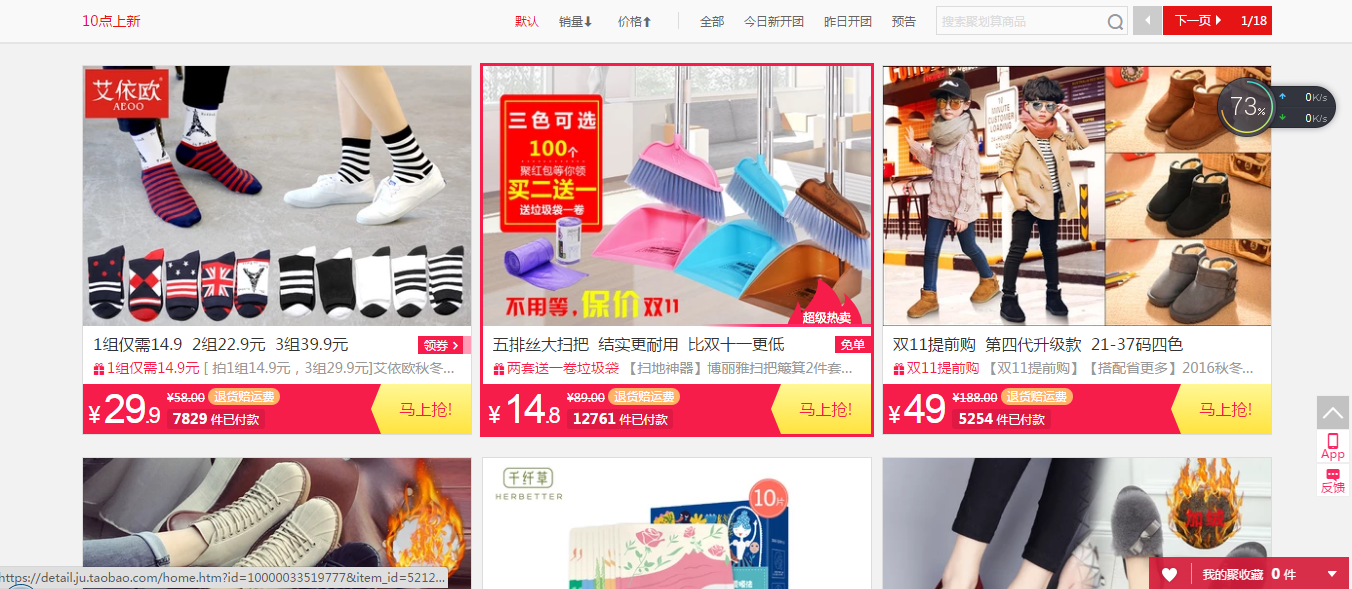 10点上新
默认 销量 价格 全部 今日新开团 昨日开团 预告 搜索聚划算商品 下一页 1/18
艾依欧
AEOO
三色可选
100个
聚红包等你领
买二送一
送垃圾袋一卷
不用等，保价双11
超级热卖
10 MINUTE CUSTOMER LOADING
73%
0K/s
0K/s
1组仅需14.9 2组22.9元 3组39.9元
领券
1组仅需14.9元 [ 拍1组14.9元，3组29.9元]艾依欧秋冬...
¥29.9
¥58.00 退货赔运费
7829 件已付款
马上抢!
五排丝大扫把 结实更耐用 比双十一更低
免单
两套送一卷垃圾袋 【扫地神器】博丽雅扫把簸箕2件套...
¥14.8
¥89.00 退货赔运费
12761 件已付款
马上抢!
双11提前购 第四代升级款 21-37码四色
双11提前购 【双11提前购】【搭配省更多】2016秋冬...
¥49
¥188.00 退货赔运费
5254 件已付款
马上抢!
App
反馈
千纤草
HERBETTER
10片
加绒
https://detail.ju.taobao.com/home.htm?id=10000033519777&item_id=5212...
我的聚收藏 0 件